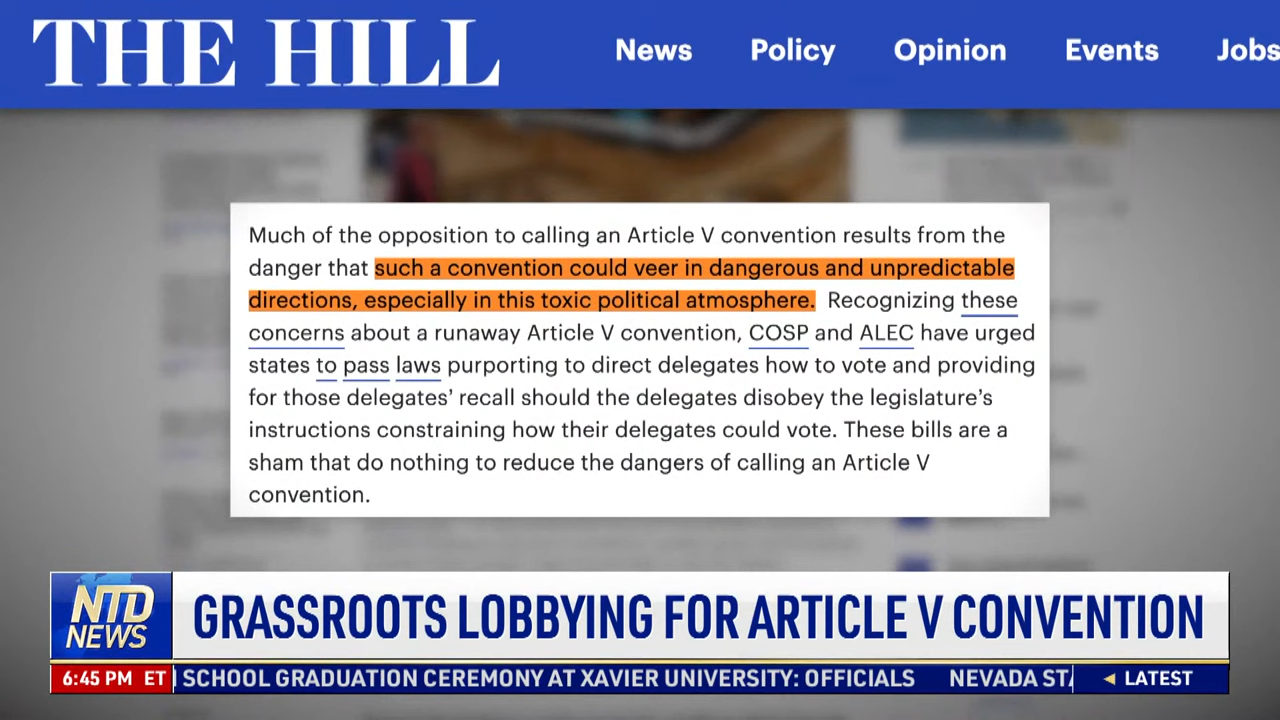 THE HILL
News Policy Opinion Events Jobs
Much of the opposition to calling an Article V convention results from the
danger that such a convention could veer in dangerous and unpredictable
directions, especially in this toxic political atmosphere. Recognizing these
concerns about a runaway Article V convention, COSP and ALEC have urged
states to pass laws purporting to direct delegates how to vote and providing
for those delegates' recall should the delegates disobey the legislature's
instructions constraining how their delegates could vote. These bills are a
sham that do nothing to reduce the dangers of calling an Article V
convention.
NTD
NEWS
GRASSROOTS LOBBYING FOR ARTICLE V CONVENTION
6:45 PM ET SCHOOL GRADUATION CEREMONY AT XAVIER UNIVERSITY: OFFICIALS NEVADA ◄ LATEST